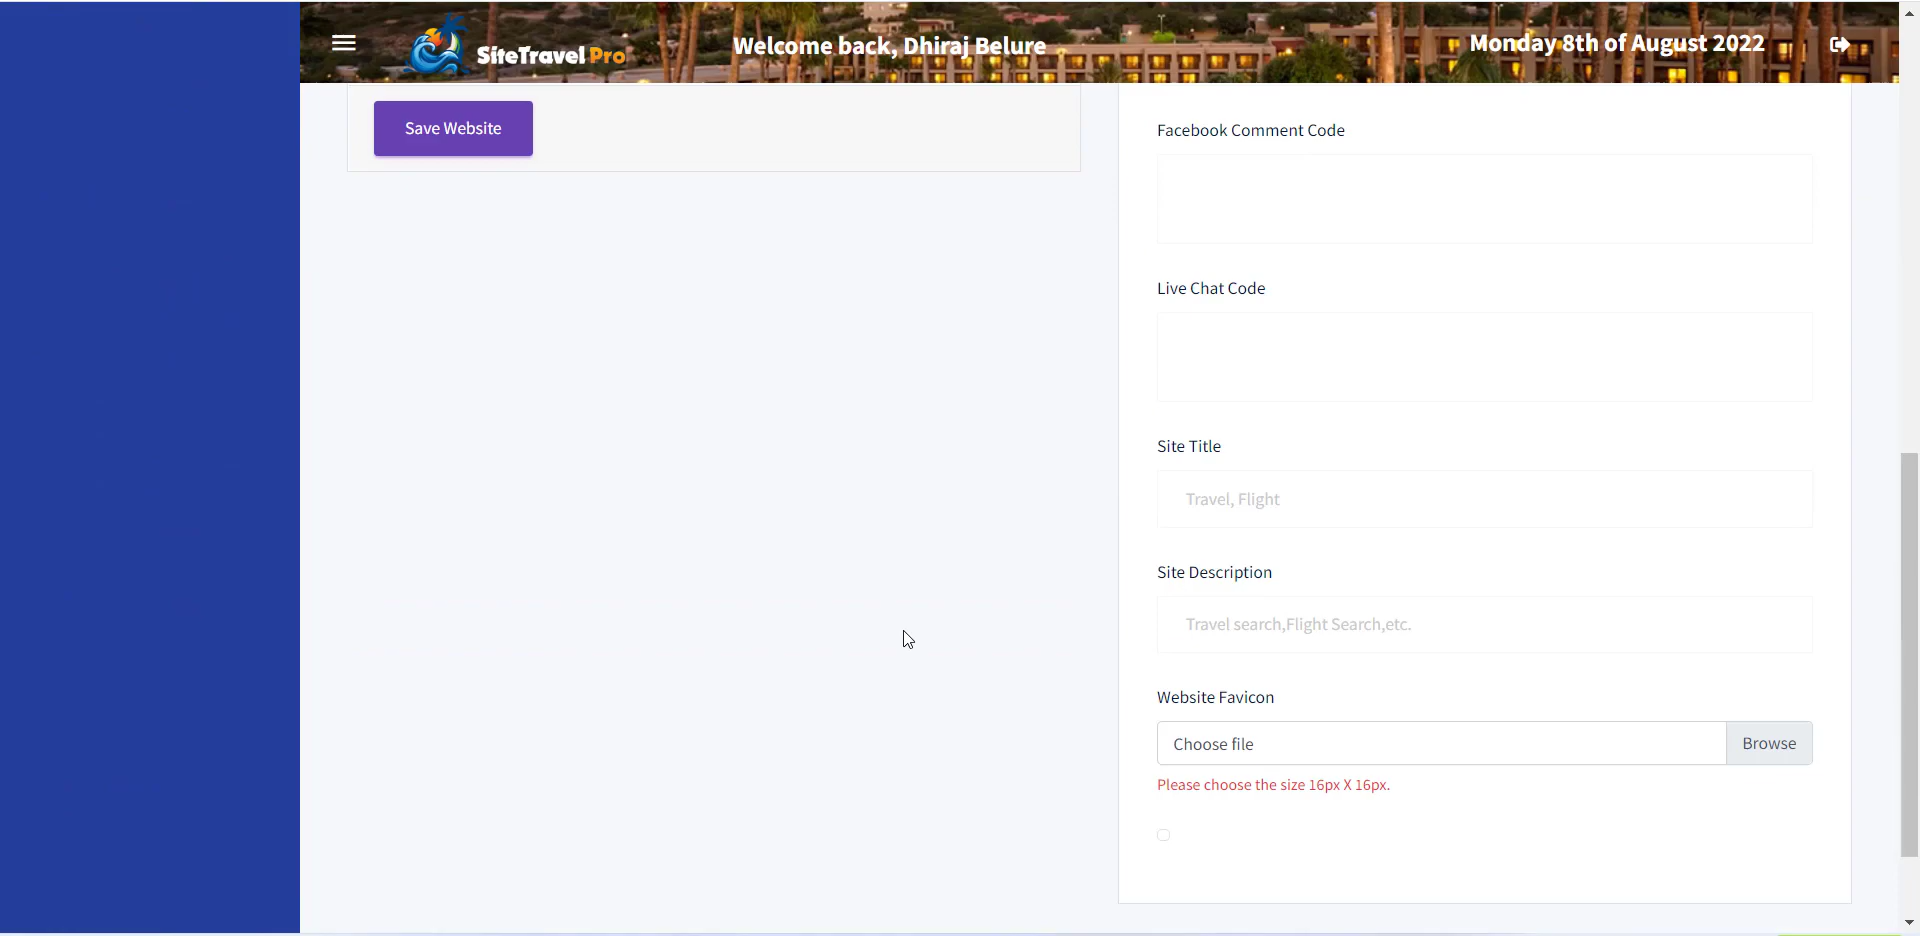 SiteTravel Pro
Welcome back, Dhiraj Belure
Monday 8th of August 2022
Save Website
Facebook Comment Code
Live Chat Code
Site Title
Travel, Flight
Site Description
Travel search,Flight Search,etc.
Website Favicon
Choose file
Browse
Please choose the size 16px X 16px.